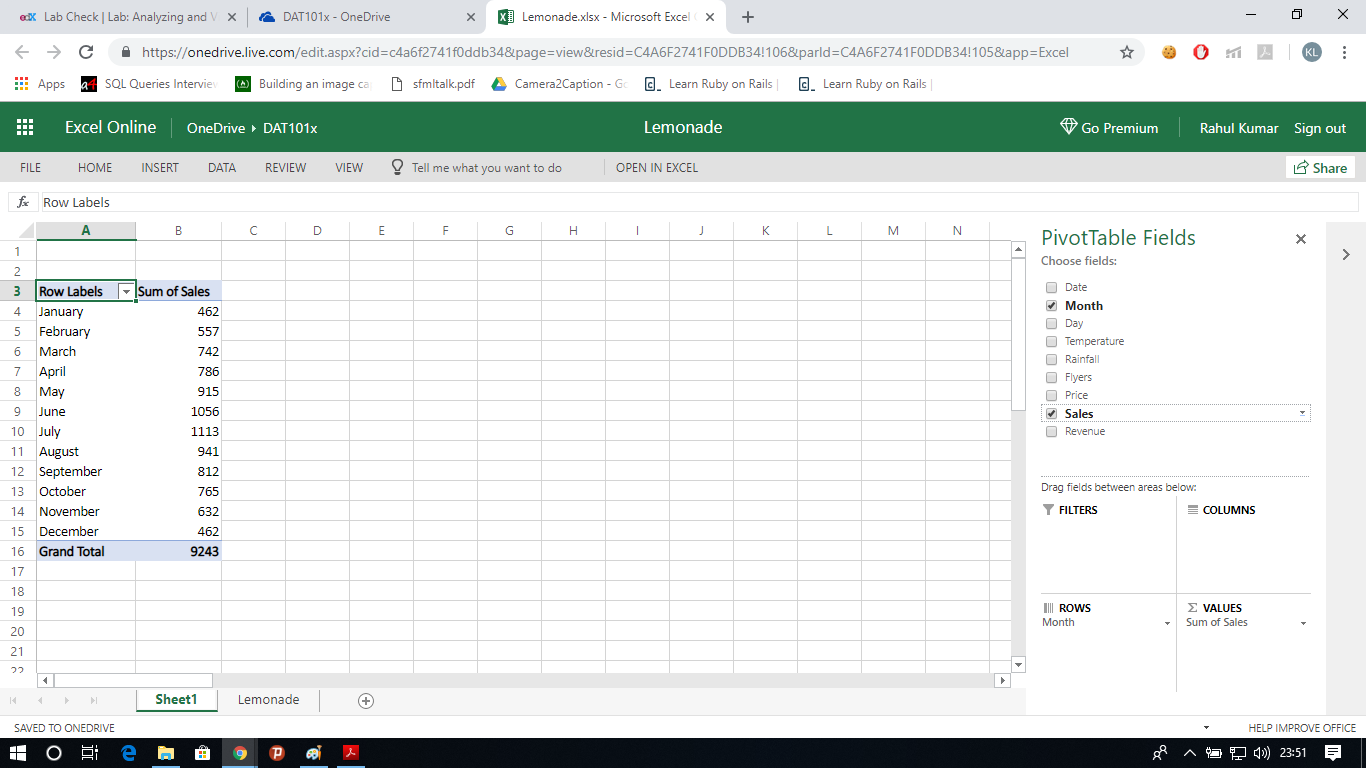 Lab Check | Lab: Analyzing and V
DAT101x - OneDrive
Lemonade.xlsx - Microsoft Excel
https://onedrive.live.com/edit.aspx?cid=c4a6f2741f0ddb34&page=view&resid=C4A6F2741F0DDB34!106&parId=C4A6F2741F0DDB34!105&app=Excel
KL
Apps SQL Queries Interview Building an image ca sfmltalk.pdf Camera2Caption - Go Learn Ruby on Rails | Learn Ruby on Rails |
Excel Online OneDrive DAT101x Lemonade Go Premium Rahul Kumar Sign out
FILE HOME INSERT DATA REVIEW VIEW Tell me what you want to do OPEN IN EXCEL Share
fx Row Labels
A B C D E F G H I J K L M N
1
2
3 Row Labels Sum of Sales
4 January 462
5 February 557
6 March 742
7 April 786
8 May 915
9 June 1056
10 July 1113
11 August 941
12 September 812
13 October 765
14 November 632
15 December 462
16 Grand Total 9243
17
18
19
20
21
22
PivotTable Fields
Choose fields:
Date
Month
Day
Temperature
Rainfall
Flyers
Price
Sales
Revenue
Drag fields between areas below:
FILTERS COLUMNS
ROWS VALUES
Month Sum of Sales
Sheet1 Lemonade
SAVED TO ONEDRIVE HELP IMPROVE OFFICE
23:51